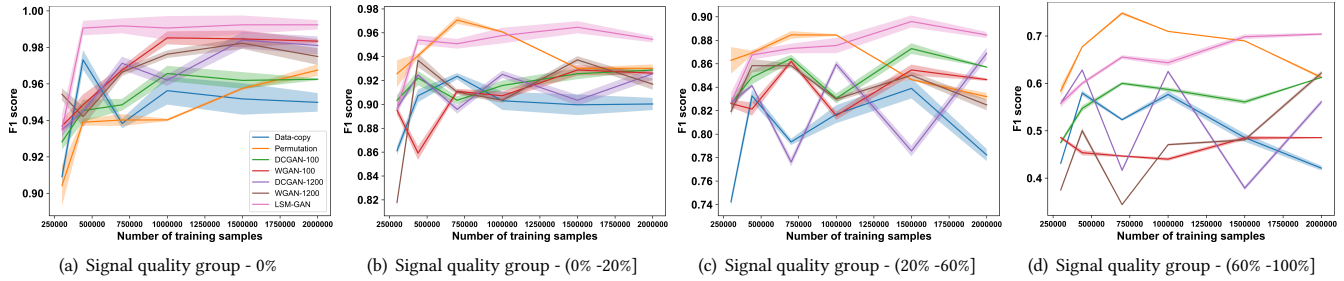 F1 score
1.00
0.98
0.96
0.94
0.92
0.90
250000 500000 750000 1000000 1250000 1500000 1750000 2000000
Number of training samples
Data-copy
Permutation
DCGAN-100
WGAN-100
DCGAN-1200
WGAN-1200
LSM-GAN
(a) Signal quality group - 0%
F1 score
0.98
0.96
0.94
0.92
0.90
0.88
0.86
0.84
0.82
250000 500000 750000 1000000 1250000 1500000 1750000 2000000
Number of training samples
(b) Signal quality group - (0% -20%]
F1 score
0.90
0.88
0.86
0.84
0.82
0.80
0.78
0.76
0.74
250000 500000 750000 1000000 1250000 1500000 1750000 2000000
Number of training samples
(c) Signal quality group - (20% -60%]
F1 score
0.7
0.6
0.5
0.4
250000 500000 750000 1000000 1250000 1500000 1750000 2000000
Number of training samples
(d) Signal quality group - (60% -100%]